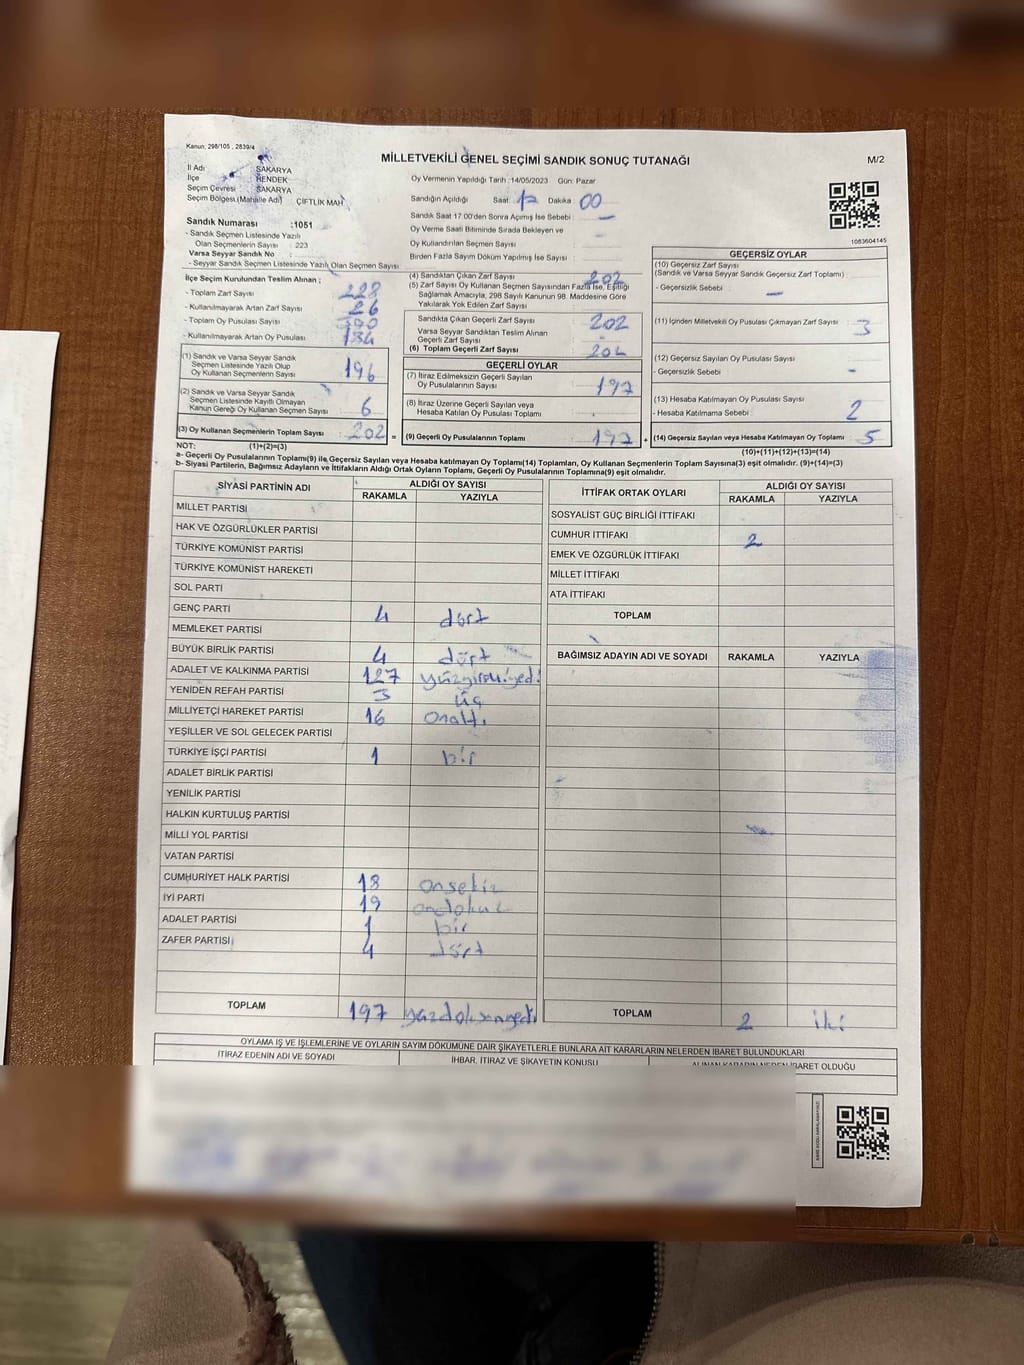 Kanun, 298/105 , 2839/4
MİLLETVEKİLİ GENEL SEÇİMİ SANDIK SONUÇ TUTANAĞI
M/2
İl Adı : SAKARYA
İlçe : HENDEK
Seçim Çevresi : SAKARYA
Seçim Bölgesi (Mahalle Adı) : ÇİFTLİK MAH
Sandık Numarası :1051
- Sandık Seçmen Listesinde Yazılı
Olan Seçmenlerin Sayısı : 223
Varsa Seyyar Sandık No :
- Seyyar Sandık Seçmen Listesinde Yazılı Olan Seçmen Sayısı :
Oy Vermenin Yapıldığı Tarih :14/05/2023 Gün: Pazar
Sandığın Açıldığı Saat : 17 Dakika : 00
Sandık Saat 17:00'den Sonra Açımış İse Sebebi : —
Oy Verme Saati Bitiminde Sırada Bekleyen ve
Oy Kullandırılan Seçmen Sayısı : -
Birden Fazla Sayım Döküm Yapılmış İse Sayısı : -
1083604145
İlçe Seçim Kurulundan Teslim Alınan ;
- Toplam Zarf Sayısı : 228
- Kullanılmayarak Artan Zarf Sayısı : 26
- Toplam Oy Pusulası Sayısı : 300
- Kullanılmayarak Artan Oy Pusulası :
(1) Sandık ve Varsa Seyyar Sandık
Seçmen Listesinde Yazılı Olup
Oy Kullanan Seçmenlerin Sayısı : 196
(2) Sandık ve Varsa Seyyar Sandık
Seçmen Listesinde Kayıtlı Olmayan
Kanun Gereği Oy Kullanan Seçmen Sayısı : 6
(3) Oy Kullanan Seçmenlerin Toplam Sayısı : 202 =
(4) Sandıktan Çıkan Zarf Sayısı : 202
(5) Zarf Sayısı Oy Kullanan Seçmen Sayısından Fazla İse, Eşitliği
Sağlamak Amacıyla, 298 Sayılı Kanunun 98. Maddesine Göre
Yakılarak Yok Edilen Zarf Sayısı :
Sandıkta Çıkan Geçerli Zarf Sayısı : 202
Varsa Seyyar Sandıktan Teslim Alınan
Geçerli Zarf Sayısı : -
(6) Toplam Geçerli Zarf Sayısı : 202
GEÇERLİ OYLAR
(7) İtiraz Edilmeksizin Geçerli Sayılan
Oy Pusulalarının Sayısı : 197
(8) İtiraz Üzerine Geçerli Sayılan veya
Hesaba Katılan Oy Pusulası Toplamı :
(9) Geçerli Oy Pusulalarının Toplamı : 197 +
GEÇERSİZ OYLAR
(10) Geçersiz Zarf Sayısı
(Sandık ve Varsa Seyyar Sandık Geçersiz Zarf Toplamı) :
- Geçersizlik Sebebi : —
(11) İçinden Milletvekili Oy Pusulası Çıkmayan Zarf Sayısı : 3
(12) Geçersiz Sayılan Oy Pusulası Sayısı :
- Geçersizlik Sebebi : -
(13) Hesaba Katılmayan Oy Pusulası Sayısı :
- Hesaba Katılmama Sebebi : 2
(14) Geçersiz Sayılan veya Hesaba Katılmayan Oy Toplamı : 5
NOT: (1)+(2)=(3)
(10)+(11)+(12)+(13)=(14)
a- Geçerli Oy Pusulalarının Toplamı(9) ile Geçersiz Sayılan veya Hesaba katılmayan Oy Toplamı(14) Toplamları, Oy Kullanan Seçmenlerin Toplam Sayısına(3) eşit olmalıdır. (9)+(14)=(3)
b- Siyasi Partilerin, Bağımsız Adayların ve İttifakların Aldığı Ortak Oyların Toplamı, Geçerli Oy Pusulalarının Toplamına(9) eşit olmalıdır.
SİYASİ PARTİNİN ADI ALDIĞI OY SAYISI
RAKAMLA YAZIYLA
MİLLET PARTİSİ
HAK VE ÖZGÜRLÜKLER PARTİSİ
TÜRKİYE KOMÜNİST PARTİSİ
TÜRKİYE KOMÜNİST HAREKETİ
SOL PARTİ
GENÇ PARTİ 4 dört
MEMLEKET PARTİSİ
BÜYÜK BİRLİK PARTİSİ 4 dört
ADALET VE KALKINMA PARTİSİ 127 yüzyirmiyedi
YENİDEN REFAH PARTİSİ 3 üç
MİLLİYETÇİ HAREKET PARTİSİ 16 onaltı
YEŞİLLER VE SOL GELECEK PARTİSİ
TÜRKİYE İŞÇİ PARTİSİ 1 bir
ADALET BİRLİK PARTİSİ
YENİLİK PARTİSİ
HALKIN KURTULUŞ PARTİSİ
MİLLİ YOL PARTİSİ
VATAN PARTİSİ
CUMHURİYET HALK PARTİSİ 18 onsekiz
İYİ PARTİ 19 ondokuz
ADALET PARTİSİ 1 bir
ZAFER PARTİSİ 4 dört
TOPLAM 197 yüzdoksanyedi
İTTİFAK ORTAK OYLARI ALDIĞI OY SAYISI
RAKAMLA YAZIYLA
SOSYALİST GÜÇ BİRLİĞİ İTTİFAKI
CUMHUR İTTİFAKI 2
EMEK VE ÖZGÜRLÜK İTTİFAKI
MİLLET İTTİFAKI
ATA İTTİFAKI
TOPLAM
BAĞIMSIZ ADAYIN ADI VE SOYADI RAKAMLA YAZIYLA
TOPLAM 2 iki
OYLAMA İŞ VE İŞLEMLERİNE VE OYLARIN SAYIM DÖKÜMÜNE DAİR ŞİKAYETLERLE BUNLARA AİT KARARLARIN NELERDEN İBARET BULUNDUKLARI
İTİRAZ EDENİN ADI VE SOYADI İHBAR, İTİRAZ VE ŞİKAYETİN KONUSU ALINAN KARARIN NEDEN İBARET OLDUĞU